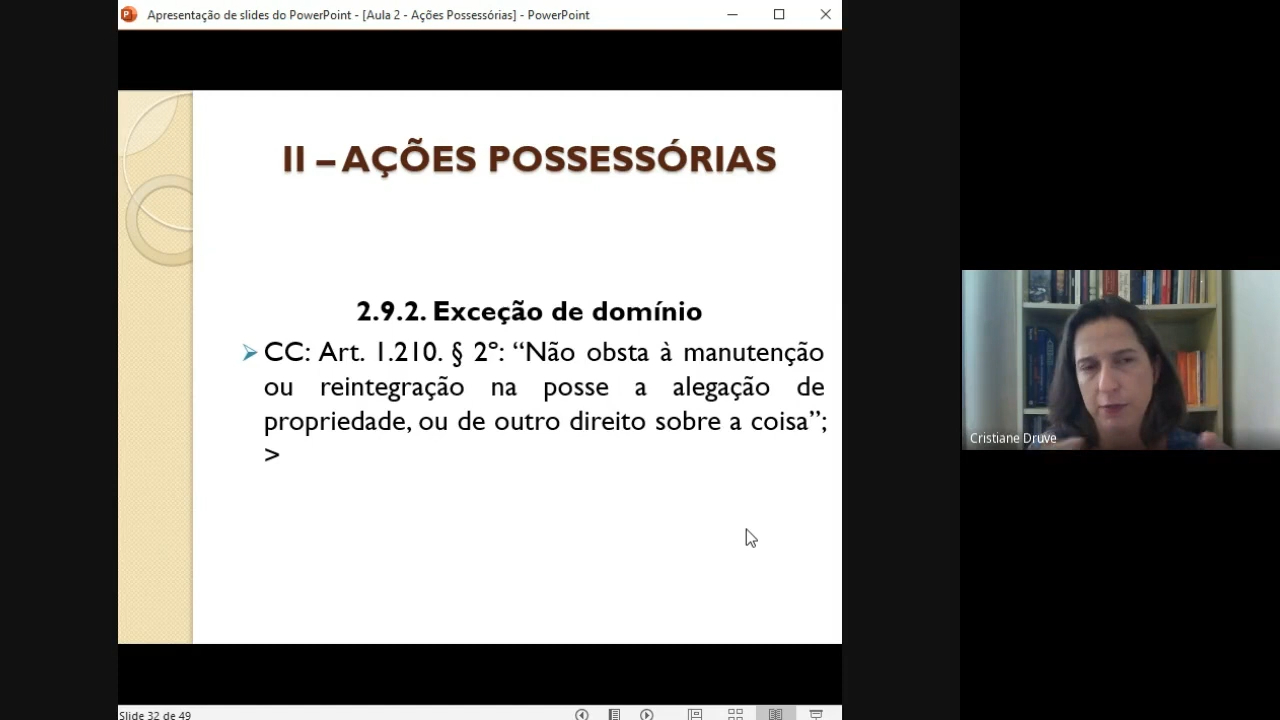 Apresentação de slides do PowerPoint - [Aula 2 - Ações Possessórias] - PowerPoint
II – AÇÕES POSSESSÓRIAS
2.9.2. Exceção de domínio
CC: Art. 1.210. § 2º: “Não obsta à manutenção
ou reintegração na posse a alegação de
propriedade, ou de outro direito sobre a coisa”;
>
Cristiane Druve
Slide 32 de 49